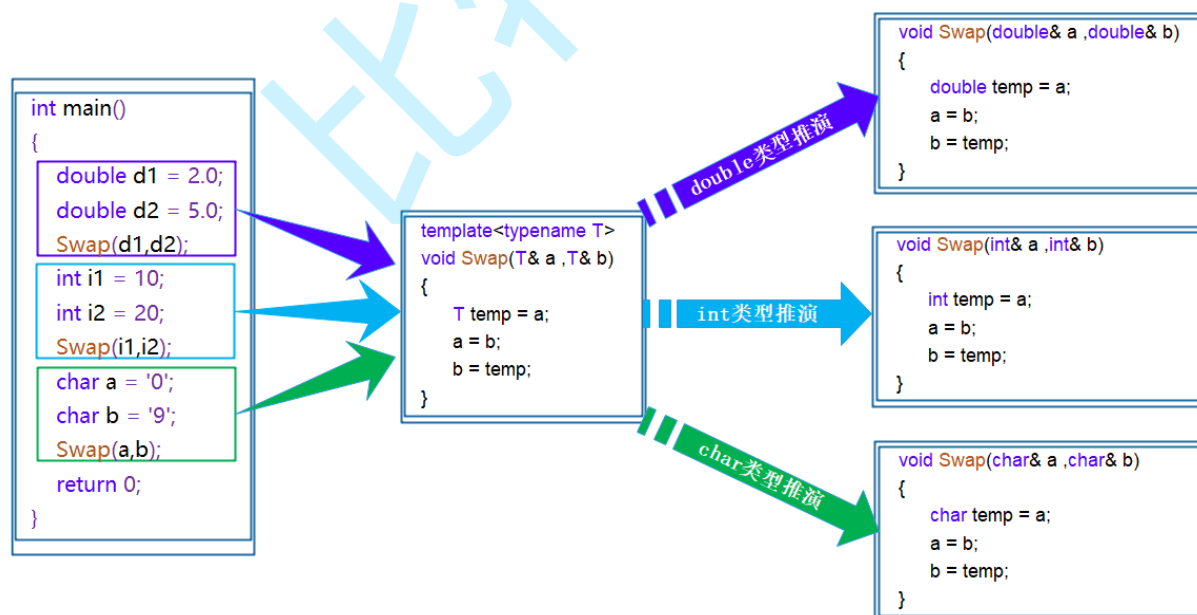 int main()
{
double d1 = 2.0;
double d2 = 5.0;
Swap(d1,d2);
int i1 = 10;
int i2 = 20;
Swap(i1,i2);
char a = '0';
char b = '9';
Swap(a,b);
return 0;
}
template<typename T>
void Swap(T& a ,T& b)
{
T temp = a;
a = b;
b = temp;
}
double类型推演
int类型推演
char类型推演
void Swap(double& a ,double& b)
{
double temp = a;
a = b;
b = temp;
}
void Swap(int& a ,int& b)
{
int temp = a;
a = b;
b = temp;
}
void Swap(char& a ,char& b)
{
char temp = a;
a = b;
b = temp;
}
比